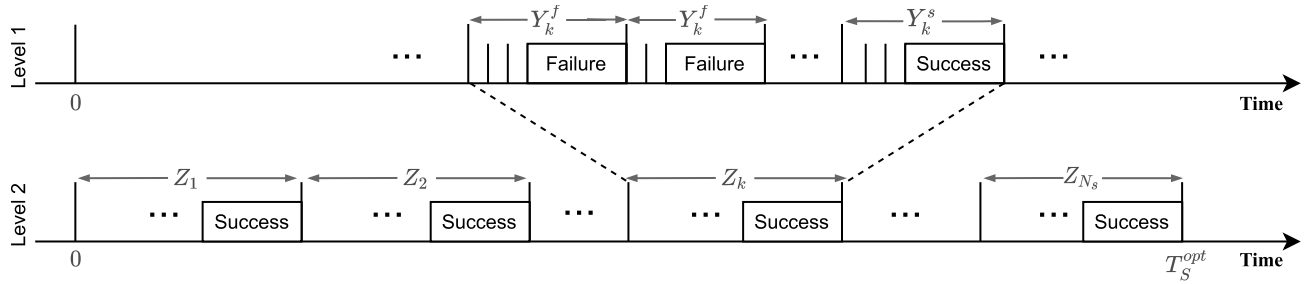 Level 1
Y_k^f
Y_k^f
Y_k^s
...
Failure
Failure
...
Success
...
0
Time
Level 2
Z_1
Z_2
Z_k
Z_{N_s}
...
Success
...
Success
...
...
Success
...
...
Success
0
T_S^{opt}
Time